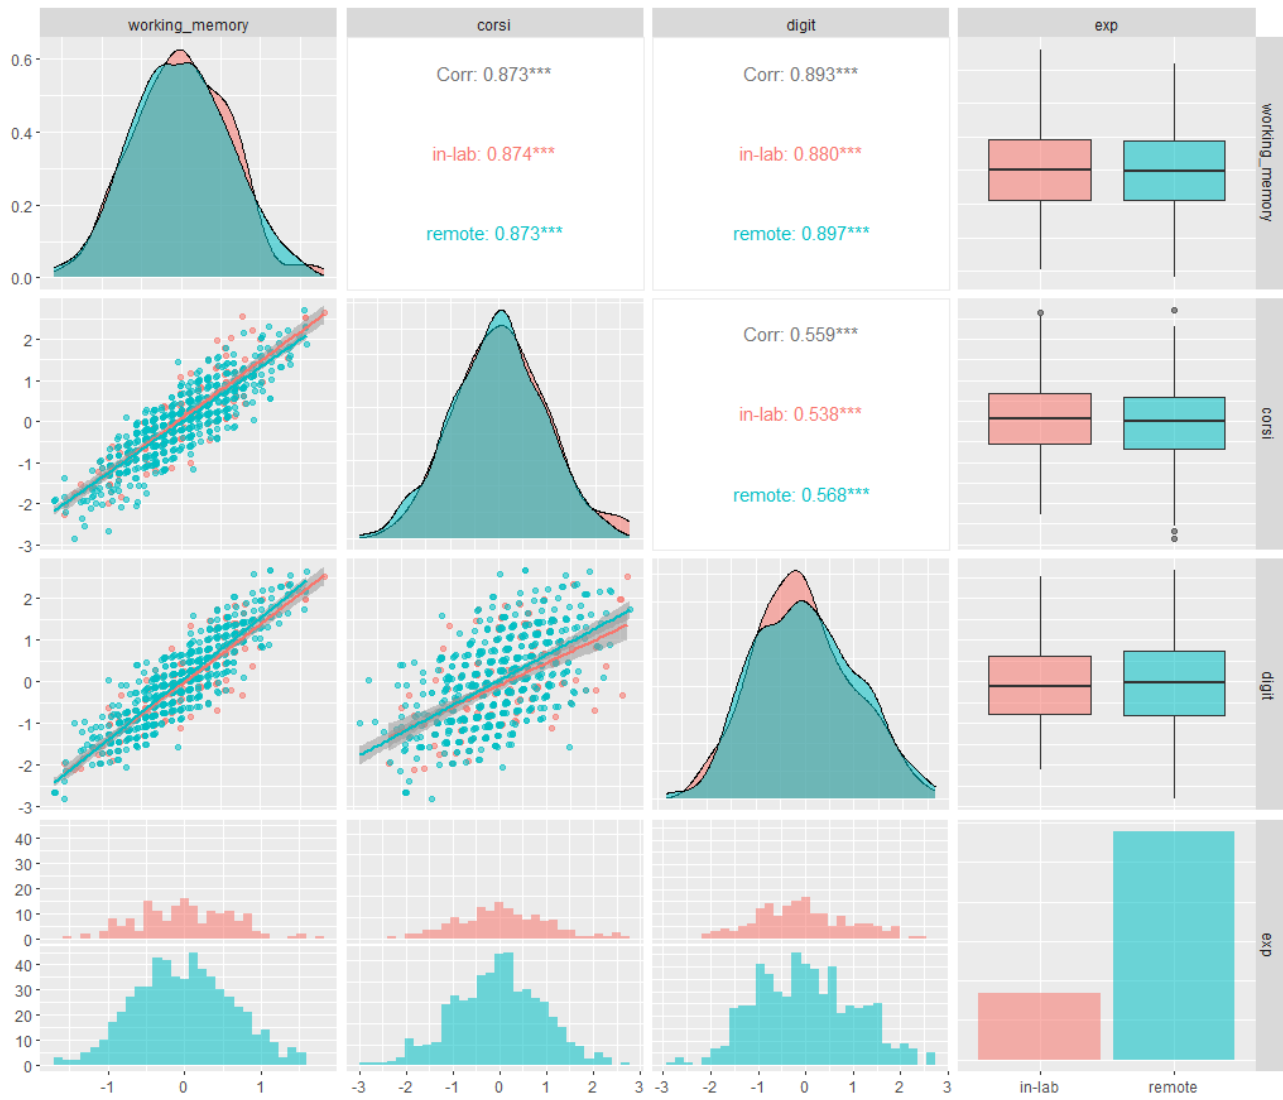 working_memory corsi digit exp
0.6
0.4
0.2
0.0
Corr: 0.873***
in-lab: 0.874***
remote: 0.873***
Corr: 0.893***
in-lab: 0.880***
remote: 0.897***
working_memory
2
1
0
-1
-2
-3
Corr: 0.559***
in-lab: 0.538***
remote: 0.568***
corsi
2
1
0
-1
-2
-3
digit
40
30
20
10
0
40
30
20
10
0
exp
-1 0 1 -3 -2 -1 0 1 2 3 -3 -2 -1 0 1 2 3 in-lab remote